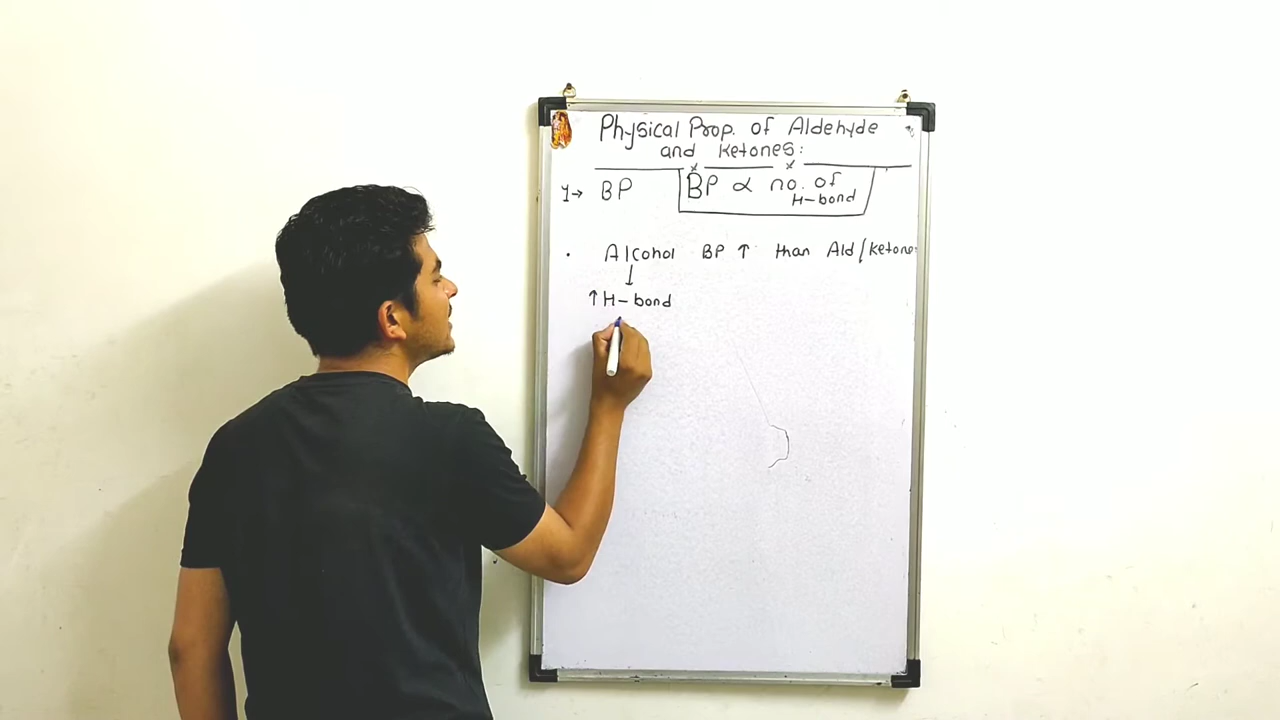 Physical Prop. of Aldehyde
and Ketones:
1→ BP
BP ∝ no. of
H-bond
• Alcohol BP ↑ than Ald/Ketone
↓
↑ H-bond